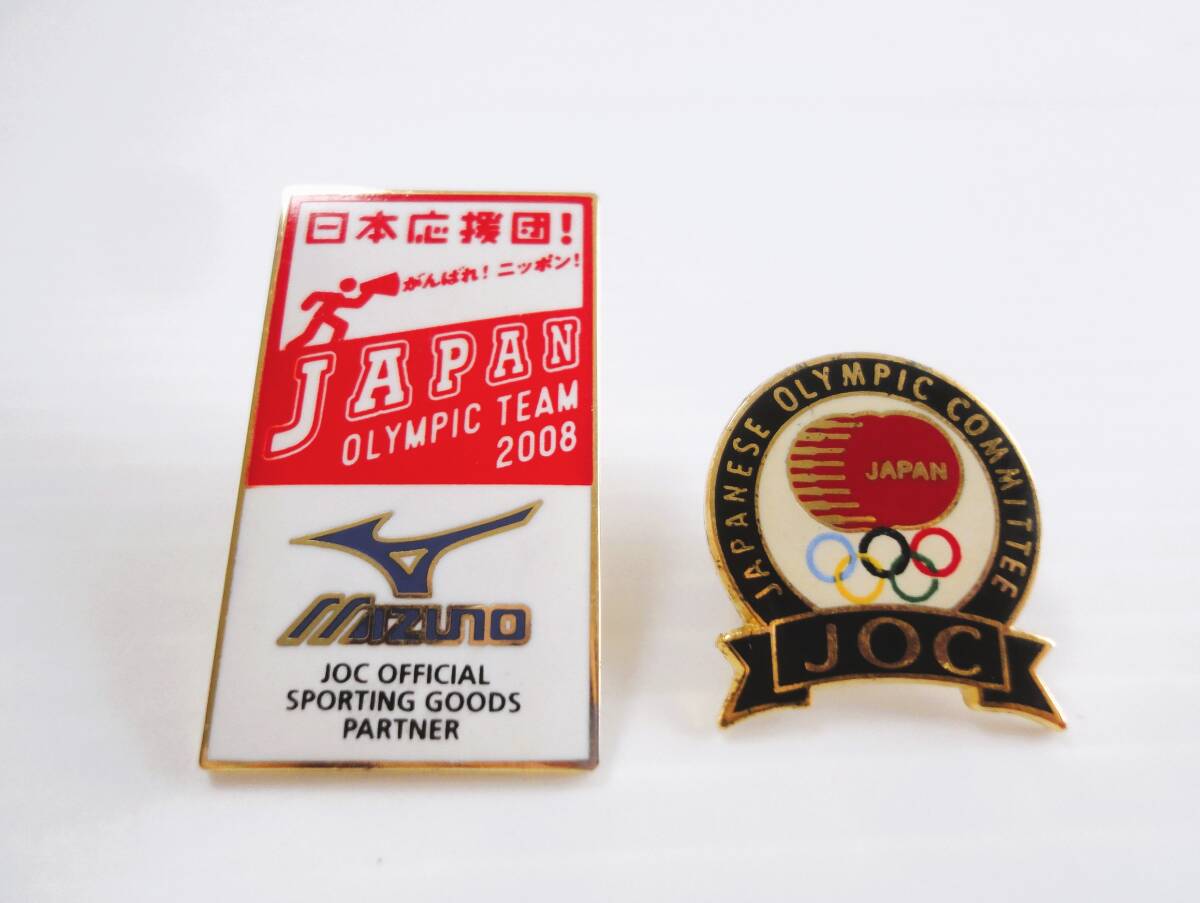 日本応援団!
がんばれ! ニッポン!
JAPAN
OLYMPIC TEAM
2008
MIZUNO
JOC OFFICIAL
SPORTING GOODS
PARTNER
JAPANESE OLYMPIC COMMITTEE
JAPAN
JOC